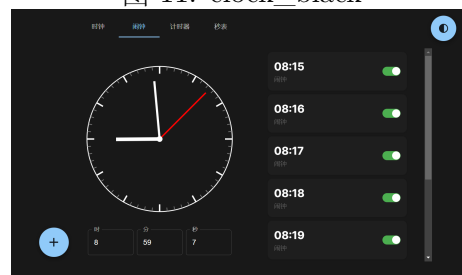 图 11: clock_black
时钟 闹钟 计时器 秒表
08:15
闹钟
08:16
闹钟
08:17
闹钟
08:18
闹钟
08:19
闹钟
时 分 秒
8 59 7